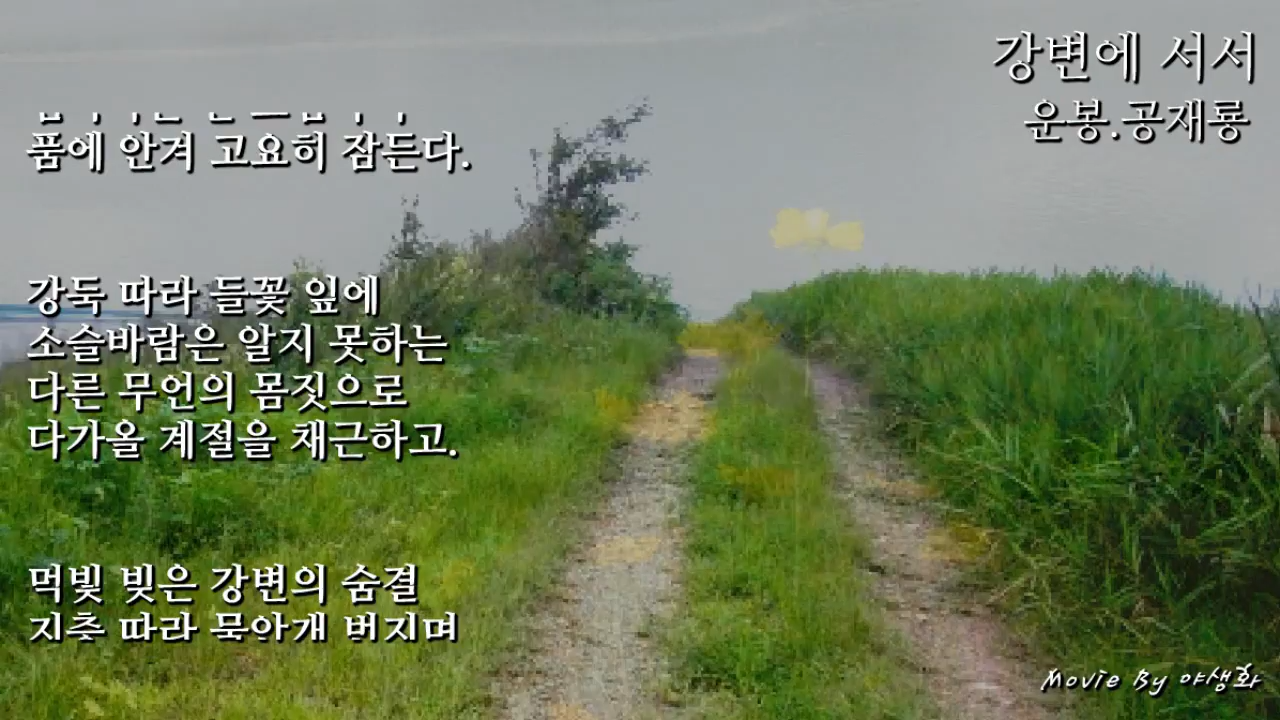 강변에 서서
운봉.공재룡
품에 안겨 고요히 잠든다.
강둑 따라 들꽃 잎에
소슬바람은 알지 못하는
다른 무언의 몸짓으로
다가올 계절을 채근하고.
먹빛 빚은 강변의 숨결
지촉 따라 물안개 번지며
Movie By 야생화